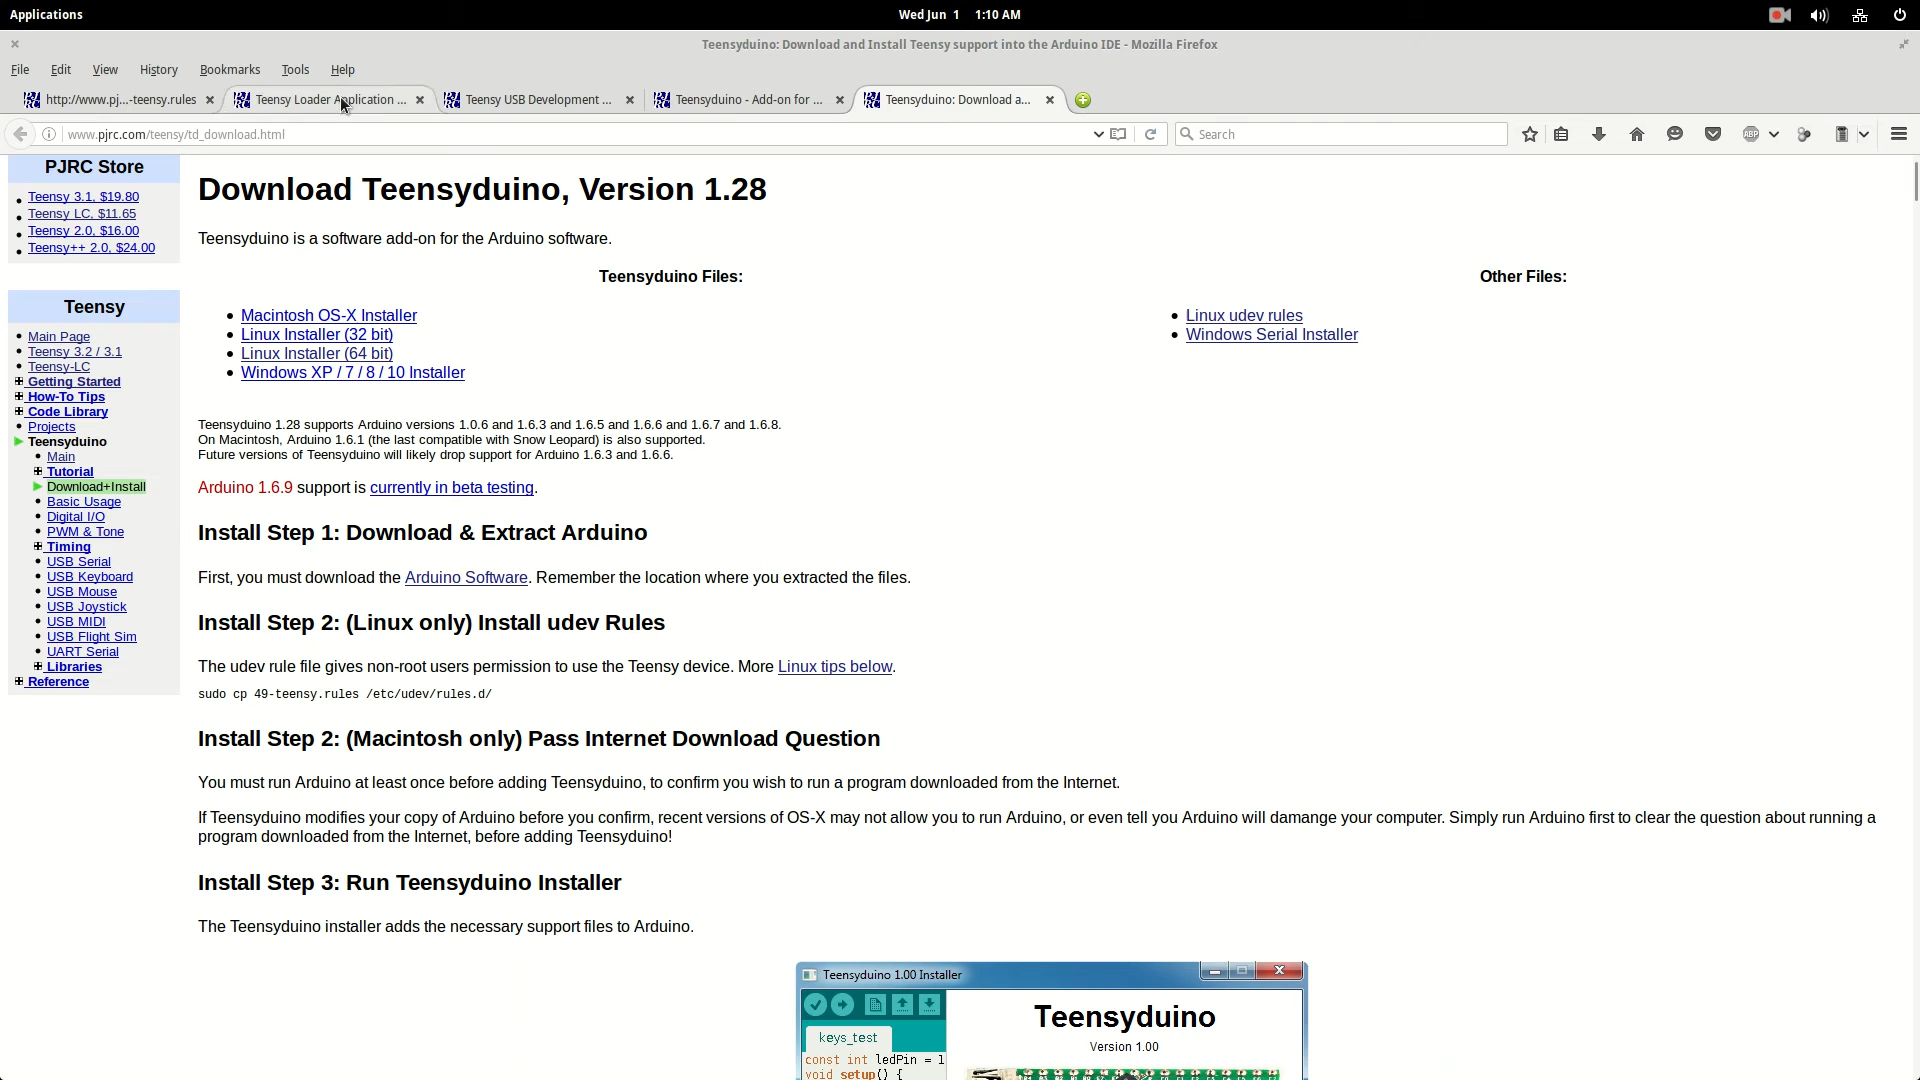 Applications
Wed Jun 1 1:10 AM
Teensyduino: Download and Install Teensy support into the Arduino IDE - Mozilla Firefox
File Edit View History Bookmarks Tools Help
http://www.pj...-teensy.rules
Teensy Loader Application ...
Teensy USB Development ...
Teensyduino - Add-on for ...
Teensyduino: Download a...
www.pjrc.com/teensy/td_download.html
Search
ABP
PJRC Store
Teensy 3.1, $19.80
Teensy LC, $11.65
Teensy 2.0, $16.00
Teensy++ 2.0, $24.00
Teensy
Main Page
Teensy 3.2 / 3.1
Teensy-LC
Getting Started
How-To Tips
Code Library
Projects
Teensyduino
Main
Tutorial
Download+Install
Basic Usage
Digital I/O
PWM & Tone
Timing
USB Serial
USB Keyboard
USB Mouse
USB Joystick
USB MIDI
USB Flight Sim
UART Serial
Libraries
Reference
Download Teensyduino, Version 1.28
Teensyduino is a software add-on for the Arduino software.
Teensyduino Files:
Macintosh OS-X Installer
Linux Installer (32 bit)
Linux Installer (64 bit)
Windows XP / 7 / 8 / 10 Installer
Other Files:
Linux udev rules
Windows Serial Installer
Teensyduino 1.28 supports Arduino versions 1.0.6 and 1.6.3 and 1.6.5 and 1.6.6 and 1.6.7 and 1.6.8.
On Macintosh, Arduino 1.6.1 (the last compatible with Snow Leopard) is also supported.
Future versions of Teensyduino will likely drop support for Arduino 1.6.3 and 1.6.6.
Arduino 1.6.9 support is currently in beta testing.
Install Step 1: Download & Extract Arduino
First, you must download the Arduino Software. Remember the location where you extracted the files.
Install Step 2: (Linux only) Install udev Rules
The udev rule file gives non-root users permission to use the Teensy device. More Linux tips below.
sudo cp 49-teensy.rules /etc/udev/rules.d/
Install Step 2: (Macintosh only) Pass Internet Download Question
You must run Arduino at least once before adding Teensyduino, to confirm you wish to run a program downloaded from the Internet.
If Teensyduino modifies your copy of Arduino before you confirm, recent versions of OS-X may not allow you to run Arduino, or even tell you Arduino will damange your computer. Simply run Arduino first to clear the question about running a
program downloaded from the Internet, before adding Teensyduino!
Install Step 3: Run Teensyduino Installer
The Teensyduino installer adds the necessary support files to Arduino.
Teensyduino 1.00 Installer
keys_test
const int ledPin = 1
void setup() {
Teensyduino
Version 1.00